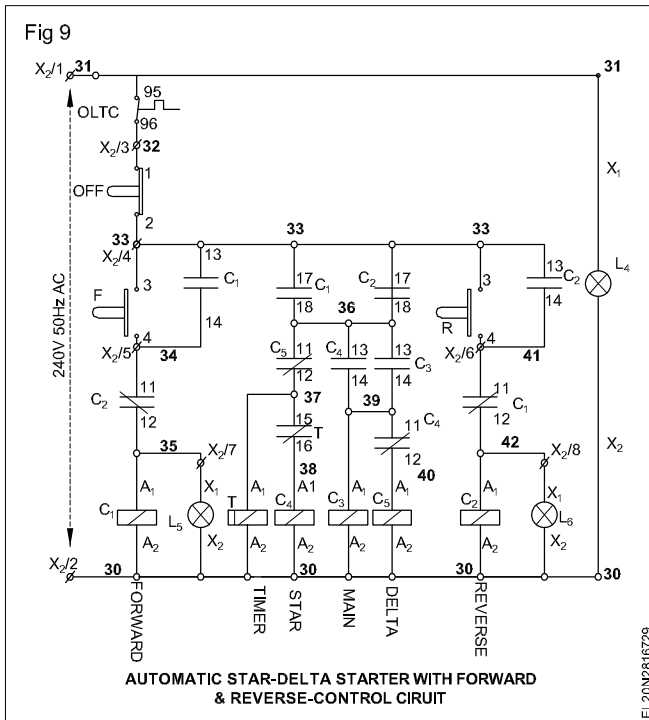 Fig 9
X2/1 31 31
95
OLTC
96
X2/3 32
1
OFF
2
33 33 33
X2/4
13 17 17 13
C1 C1 C2 C2
3 18 18 3 14
F 14 36 R
4 4
X2/5 34 X2/6 41
C5 11 C4 13 13 C3
12 14 14
11 37 39 11
C2 12 15 C4 11 C1 12
T 16 12
35 X2/7 38 40 42 X2/8
A1 X1 A1 A1 A1 A1 A1 X1
C1 L5 T C4 C3 C5 C2 L6
A2 X2 A2 A2 A2 A2 A2 X2
X2/2 30 30 30 30
240V 50Hz AC
X1
L4
X2
FORWARD
TIMER
STAR
MAIN
DELTA
REVERSE
AUTOMATIC STAR-DELTA STARTER WITH FORWARD
& REVERSE-CONTROL CIRUIT
EL20N2816729